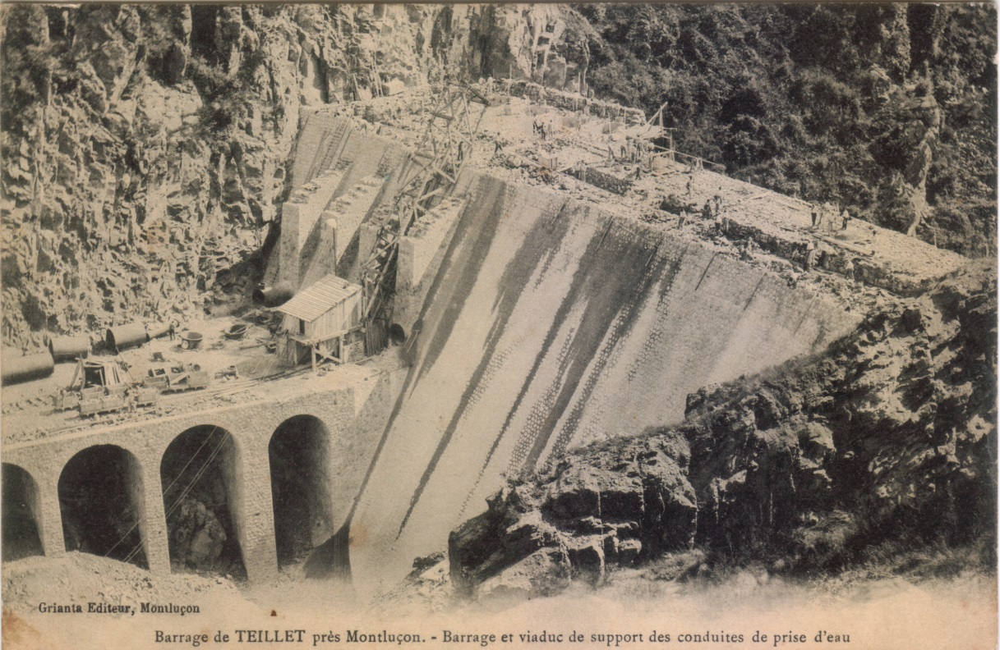 Grianta Editeur, Montluçon
Barrage de TEILLET près Montluçon. - Barrage et viaduc de support des conduites de prise d'eau